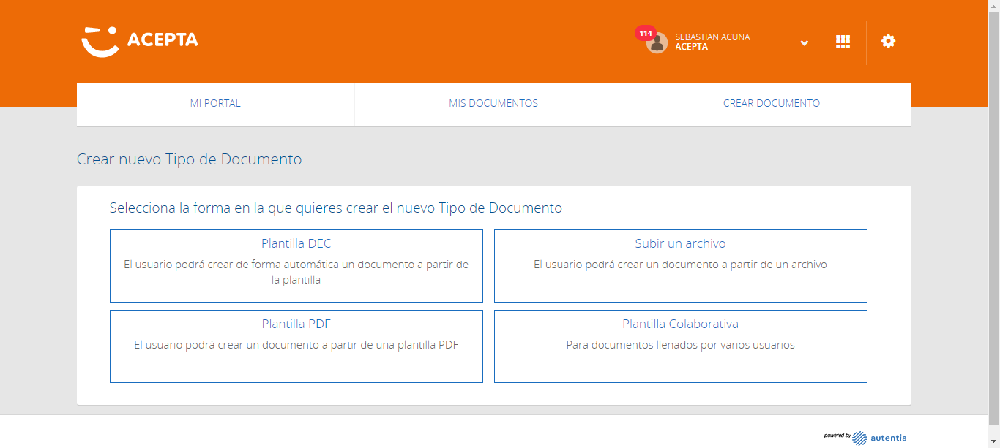 ACEPTA
114
SEBASTIAN ACUNA
ACEPTA
MI PORTAL
MIS DOCUMENTOS
CREAR DOCUMENTO
Crear nuevo Tipo de Documento
Selecciona la forma en la que quieres crear el nuevo Tipo de Documento
Plantilla DEC
El usuario podrá crear de forma automática un documento a partir de
la plantilla
Subir un archivo
El usuario podrá crear un documento a partir de un archivo
Plantilla PDF
El usuario podrá crear un documento a partir de una plantilla PDF
Plantilla Colaborativa
Para documentos llenados por varios usuarios
powered by autentia